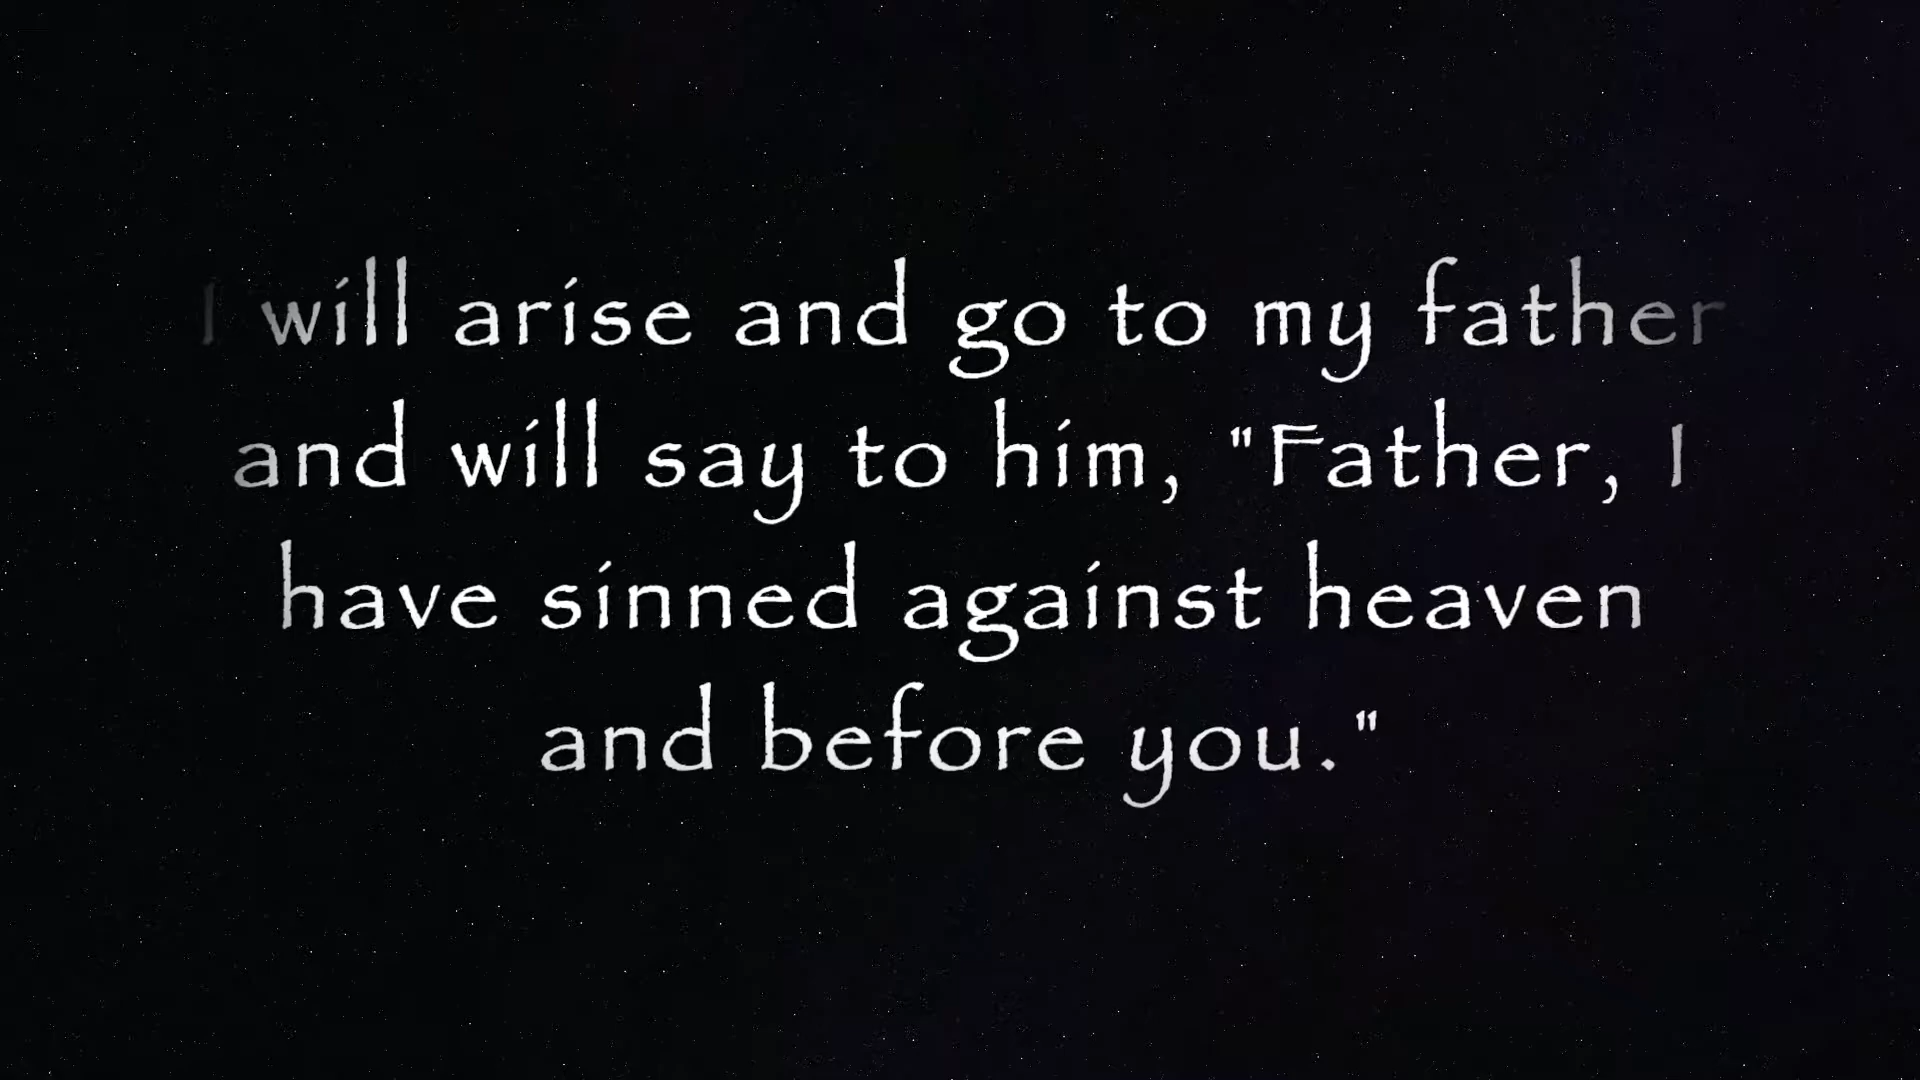 I will arise and go to my father
and will say to him, "Father, I
have sinned against heaven
and before you."